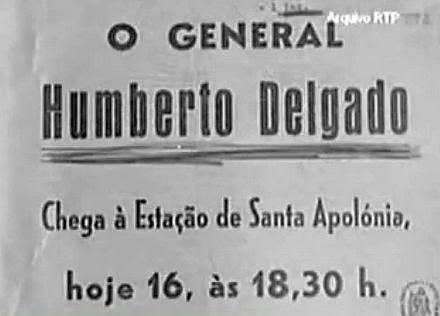 Arquivo RTP
O GENERAL
Humberto Delgado
Chega à Estação de Santa Apolónia,
hoje 16, às 18,30 h.